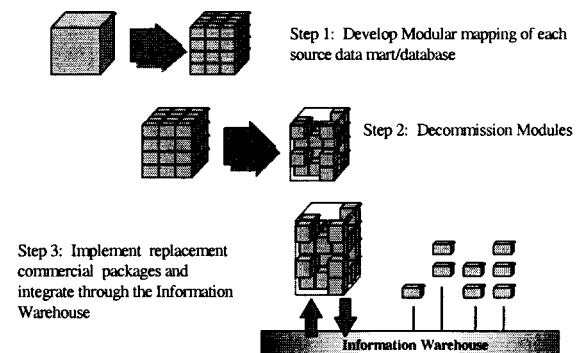 Step 1: Develop Modular mapping of each
source data mart/database
Step 2: Decommission Modules
Step 3: Implement replacement
commercial packages and
integrate through the Information
Warehouse
Information Warehouse